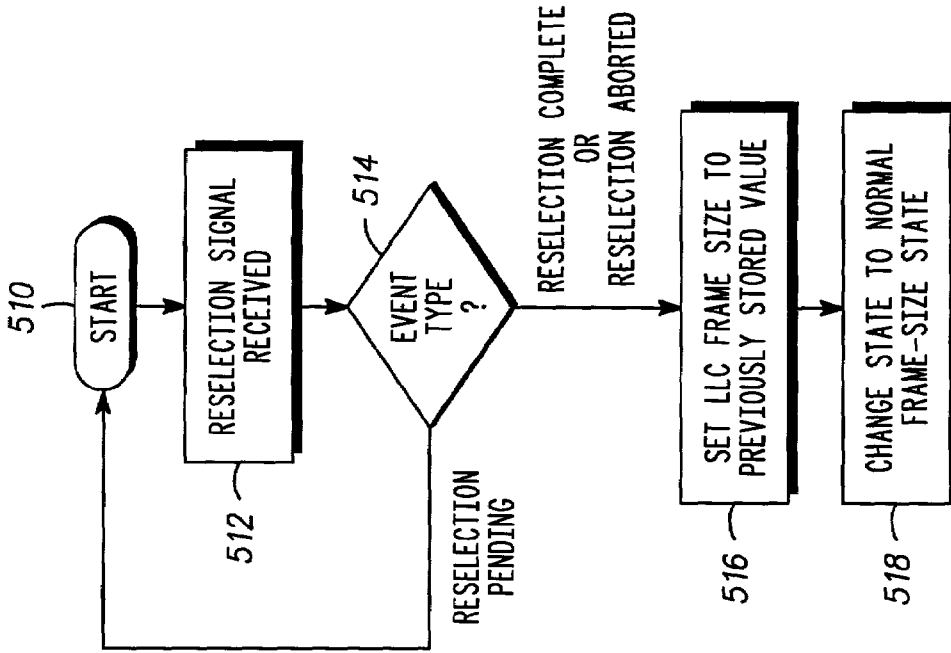 510
START
RESELECTION SIGNAL
RECEIVED
512
514
EVENT
TYPE
?
RESELECTION
PENDING
RESELECTION COMPLETE
OR
RESELECTION ABORTED
SET LLC FRAME SIZE TO
PREVIOUSLY STORED VALUE
516
CHANGE STATE TO NORMAL
FRAME-SIZE STATE
518